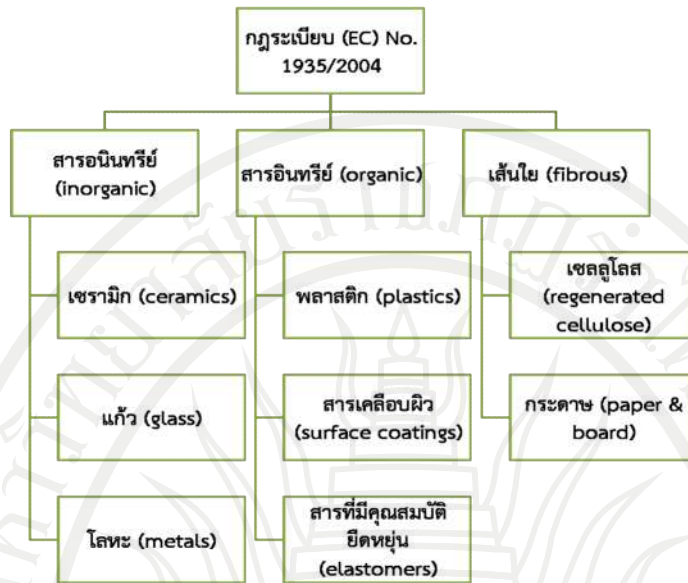 กฎระเบียบ (EC) No.
1935/2004
สารอนินทรีย์
(inorganic)
สารอินทรีย์ (organic)
เส้นใย (fibrous)
เซรามิก (ceramics)
พลาสติก (plastics)
เซลลูโลส
(regenerated
cellulose)
แก้ว (glass)
สารเคลือบผิว
(surface coatings)
กระดาษ (paper &
board)
โลหะ (metals)
สารที่มีคุณสมบัติ
ยืดหยุ่น
(elastomers)